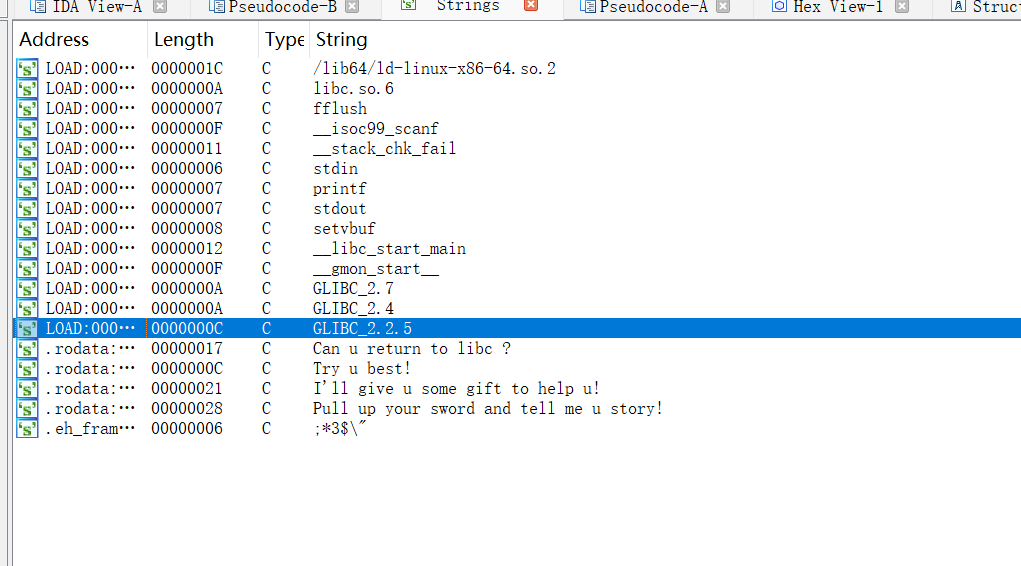 IDA View-A Pseudocode-B Strings Pseudocode-A Hex View-1 Struct
Address Length Type String
LOAD:000… 0000001C C /lib64/ld-linux-x86-64.so.2
LOAD:000… 0000000A C libc.so.6
LOAD:000… 00000007 C fflush
LOAD:000… 0000000F C __isoc99_scanf
LOAD:000… 00000011 C __stack_chk_fail
LOAD:000… 00000006 C stdin
LOAD:000… 00000007 C printf
LOAD:000… 00000007 C stdout
LOAD:000… 00000008 C setvbuf
LOAD:000… 00000012 C __libc_start_main
LOAD:000… 0000000F C __gmon_start__
LOAD:000… 0000000A C GLIBC_2.7
LOAD:000… 0000000A C GLIBC_2.4
LOAD:000… 0000000C C GLIBC_2.2.5
.rodata:… 00000017 C Can u return to libc ?
.rodata:… 0000000C C Try u best!
.rodata:… 00000021 C I'll give u some gift to help u!
.rodata:… 00000028 C Pull up your sword and tell me u story!
.eh_fram… 00000006 C ;*3$\"